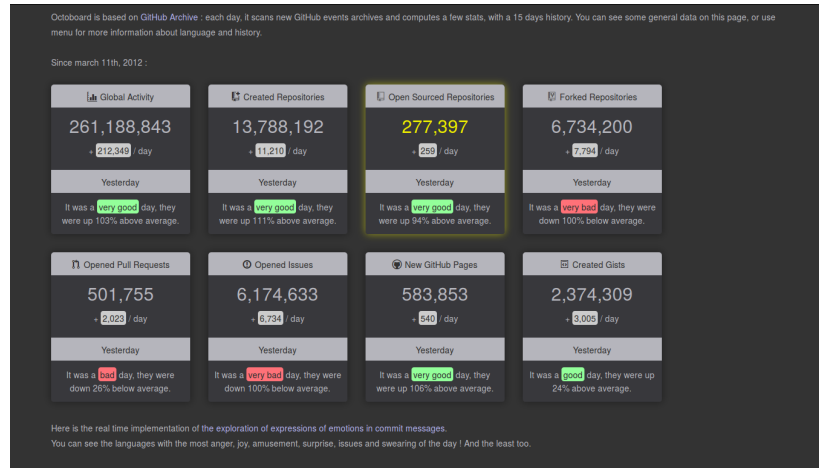 Octoboard is based on GitHub Archive : each day, it scans new GitHub events archives and computes a few stats, with a 15 days history. You can see some general data on this page, or use
menu for more information about language and history.
Since march 11th, 2012 :
Global Activity
261,188,843
+ 212,349 / day
Yesterday
It was a very good day, they
were up 103% above average.
Created Repositories
13,788,192
+ 11,210 / day
Yesterday
It was a very good day, they
were up 111% above average.
Open Sourced Repositories
277,397
+ 259 / day
Yesterday
It was a very good day, they
were up 94% above average.
Forked Repositories
6,734,200
+ 7,794 / day
Yesterday
It was a very bad day, they were
down 100% below average.
Opened Pull Requests
501,755
+ 2,023 / day
Yesterday
It was a bad day, they were
down 26% below average.
Opened Issues
6,174,633
+ 6,734 / day
Yesterday
It was a very bad day, they were
down 100% below average.
New GitHub Pages
583,853
+ 540 / day
Yesterday
It was a very good day, they
were up 106% above average.
Created Gists
2,374,309
+ 3,005 / day
Yesterday
It was a good day, they were up
24% above average.
Here is the real time implementation of the exploration of expressions of emotions in commit messages.
You can see the languages with the most anger, joy, amusement, surprise, issues and swearing of the day ! And the least too.